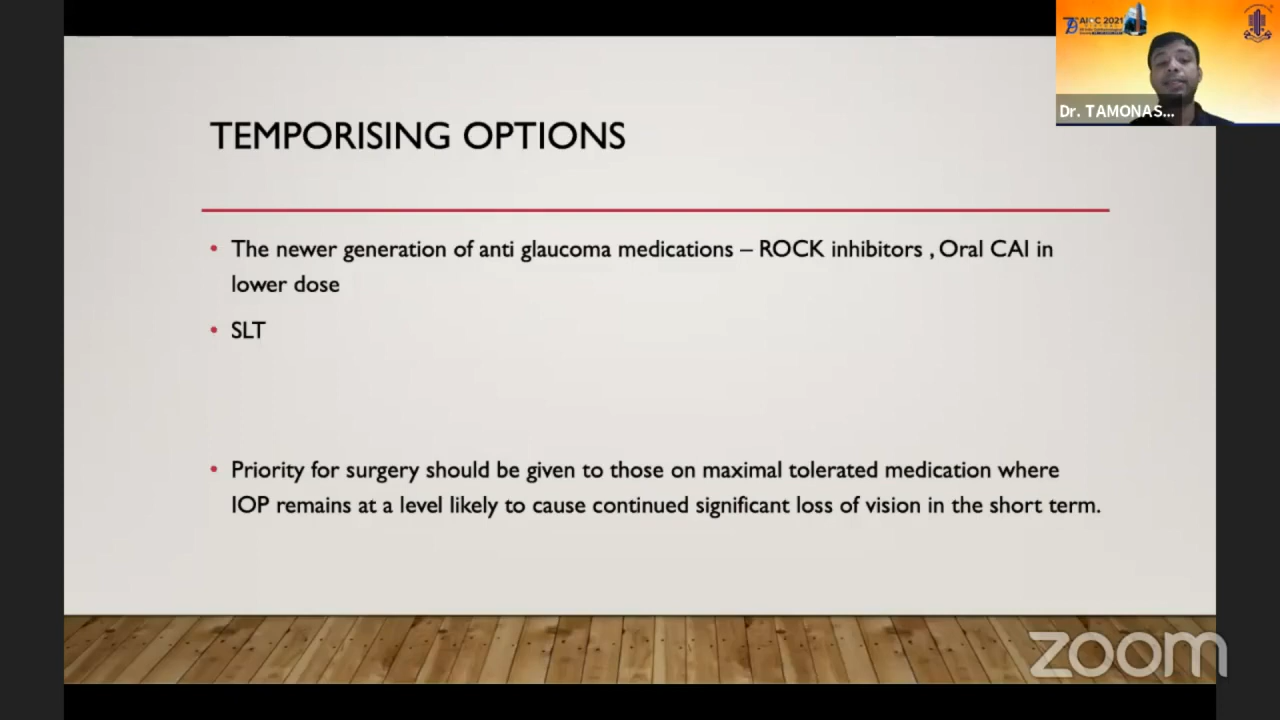 AIOC 2021
Dr. TAMONAS...
TEMPORISING OPTIONS
• The newer generation of anti glaucoma medications – ROCK inhibitors , Oral CAI in
lower dose
• SLT
• Priority for surgery should be given to those on maximal tolerated medication where
IOP remains at a level likely to cause continued significant loss of vision in the short term.
zoom